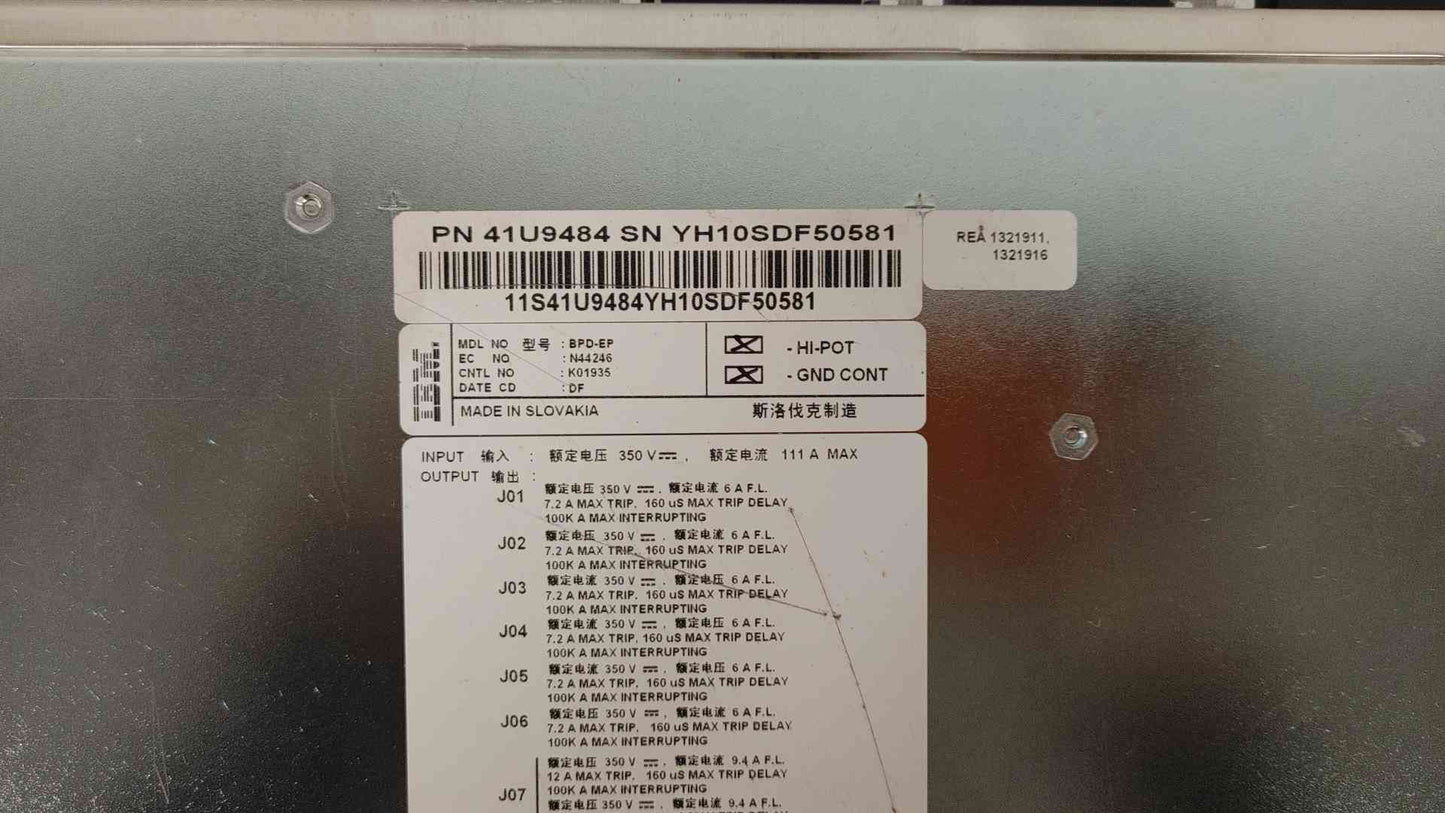 PN 41U9484 SN YH10SDF50581
11S41U9484YH10SDF50581
REA 1321911,
1321916
IBM
MDL NO 型号 : BPD-EP
EC NO : N44246
CNTL NO : K01935
DATE CD : DF
- HI-POT
- GND CONT
MADE IN SLOVAKIA 斯洛伐克制造
INPUT 输入 : 额定电压 350 V⎓, 额定电流 111 A MAX
OUTPUT 输出 :
J01 额定电压 350 V ⎓, 额定电流 6 A F.L.
7.2 A MAX TRIP, 160 uS MAX TRIP DELAY
100K A MAX INTERRUPTING
J02 额定电压 350 V ⎓, 额定电流 6 A F.L.
7.2 A MAX TRIP, 160 uS MAX TRIP DELAY
100K A MAX INTERRUPTING
J03 额定电流 350 V ⎓, 额定电压 6 A F.L.
7.2 A MAX TRIP, 160 uS MAX TRIP DELAY
100K A MAX INTERRUPTING
J04 额定电流 350 V ⎓, 额定电压 6 A F.L.
7.2 A MAX TRIP, 160 uS MAX TRIP DELAY
100K A MAX INTERRUPTING
J05 额定电流 350 V ⎓, 额定电压 6 A F.L.
7.2 A MAX TRIP, 160 uS MAX TRIP DELAY
100K A MAX INTERRUPTING
J06 额定电压 350 V ⎓, 额定电流 6 A F.L.
7.2 A MAX TRIP, 160 uS MAX TRIP DELAY
100K A MAX INTERRUPTING
J07 额定电压 350 V ⎓, 额定电流 9.4 A F.L.
12 A MAX TRIP, 160 uS MAX TRIP DELAY
100K A MAX INTERRUPTING
额定电压 350 V ⎓, 额定电流 9.4 A F.L.